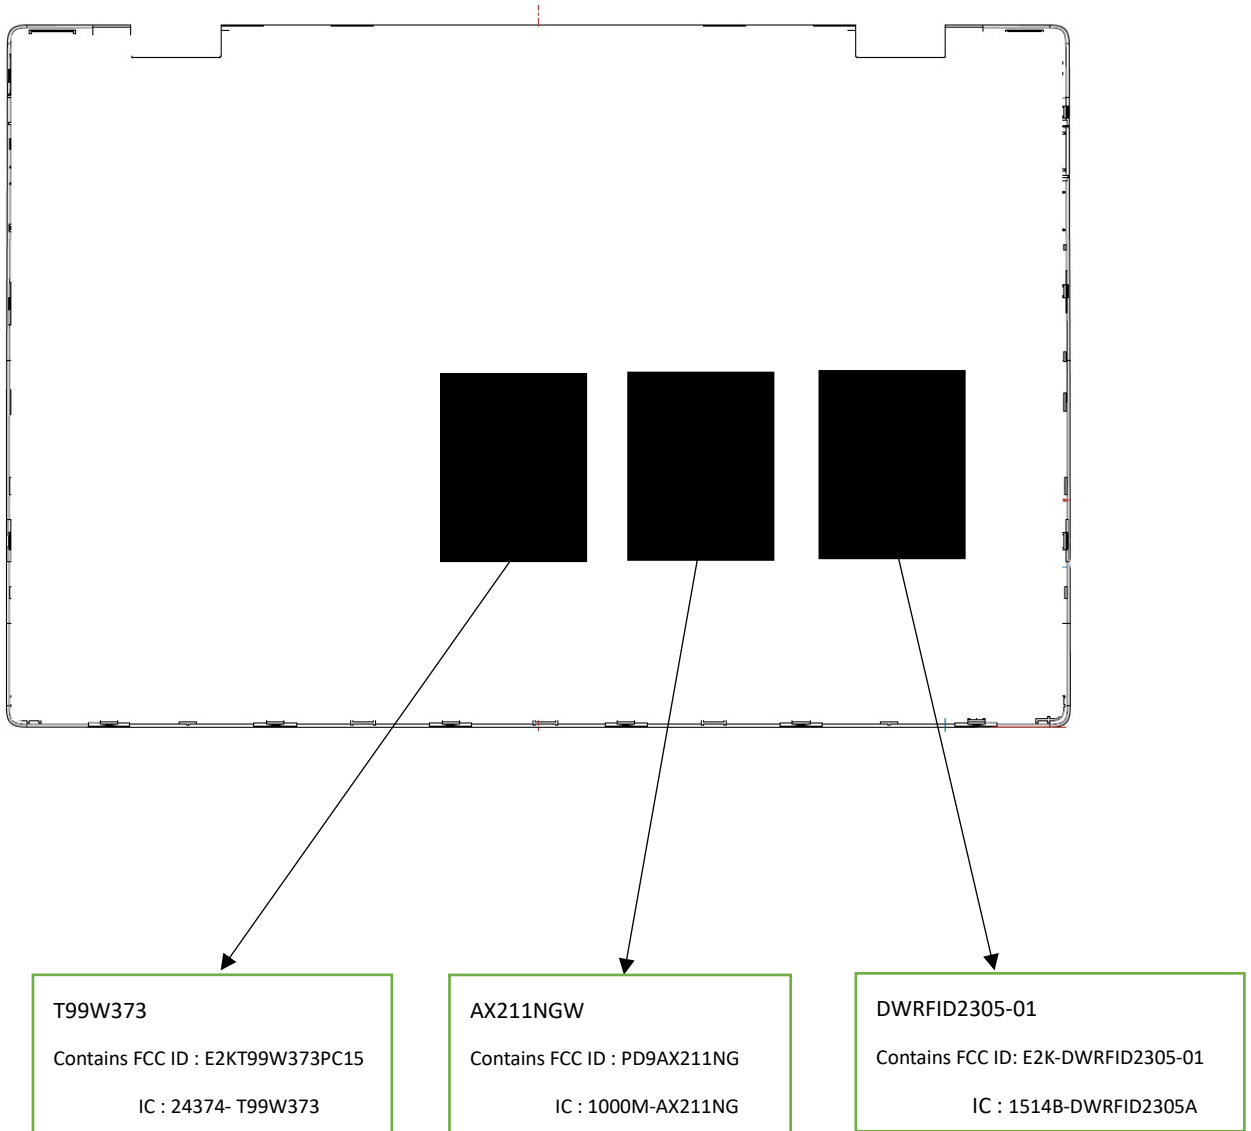 T99W373
Contains FCC ID : E2KT99W373PC15
IC : 24374- T99W373
AX211NGW
Contains FCC ID : PD9AX211NG
IC : 1000M-AX211NG
DWRFID2305-01
Contains FCC ID: E2K-DWRFID2305-01
IC : 1514B-DWRFID2305A